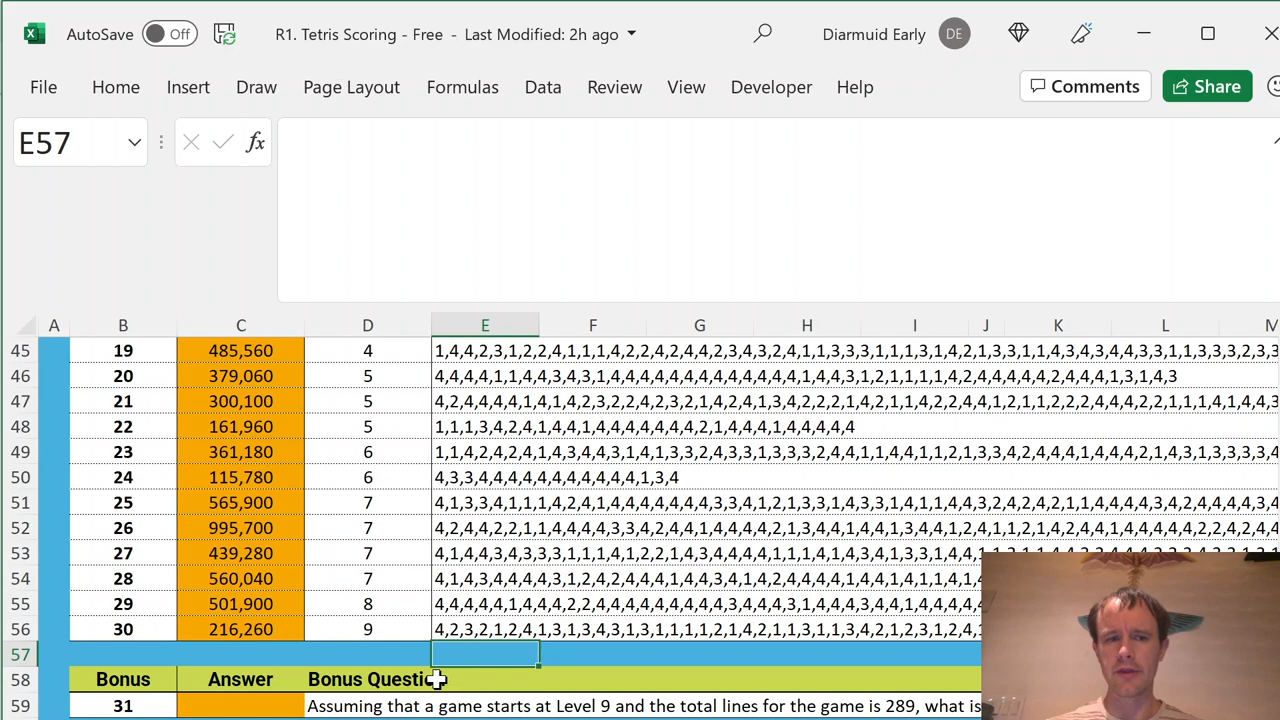 AutoSave Off R1. Tetris Scoring - Free - Last Modified: 2h ago Diarmuid Early DE
File Home Insert Draw Page Layout Formulas Data Review View Developer Help Comments Share
E57 fx
A B C D E F G H I J K L M
45 19 485,560 4 1,4,4,2,3,1,2,2,4,1,1,1,4,2,2,4,2,4,4,2,3,4,3,2,4,1,1,3,3,3,1,1,1,3,1,4,2,1,3,3,1,1,4,3,4,3,4,4,3,3,1,1,3,3,3,2,3,3
46 20 379,060 5 4,4,4,4,1,1,4,4,3,4,3,1,4,4,4,4,4,4,4,4,4,4,4,4,1,4,4,3,1,2,1,1,1,1,4,2,4,4,4,4,4,2,4,4,4,1,3,1,4,3
47 21 300,100 5 4,2,4,4,4,4,1,4,1,4,2,3,2,2,4,2,3,2,1,4,2,4,1,3,4,2,2,2,1,4,2,1,1,4,2,2,4,4,1,2,1,1,2,2,2,4,4,4,2,2,1,1,1,4,1,4,4,3
48 22 161,960 5 1,1,1,3,4,2,4,1,4,4,1,4,4,4,4,4,4,4,2,1,4,4,4,1,4,4,4,4,4
49 23 361,180 6 1,1,4,2,4,2,4,1,4,3,4,4,3,1,4,1,3,3,2,4,3,3,1,3,3,3,2,4,4,1,1,4,4,1,2,1,3,3,4,2,4,4,4,1,4,4,4,2,1,4,3,1,3,3,3,3
50 24 115,780 6 4,3,3,4,4,4,4,4,4,4,4,4,4,4,1,3,4
51 25 565,900 7 4,1,3,3,4,1,1,1,4,2,4,1,4,4,4,4,4,4,3,3,4,1,2,1,3,3,1,4,3,3,1,4,1,1,4,4,3,2,4,2,4,2,1,1,4,4,4,3,4,2,4,4,4,4,3,4
52 26 995,700 7 4,2,4,4,2,2,1,4,4,4,4,3,3,4,2,4,4,1,4,4,4,4,2,1,3,4,4,1,4,4,1,3,4,4,1,2,4,1,1,2,1,4,2,4,4,1,4,4,4,4,4,2,2,4,2,4,4
53 27 439,280 7
54 28 560,040 7 4,1,4,3,4,4,4,4,3,1,2,4,2,4,4,4,1,4,4,3,4,1,4,2,4,4,4,4,1,4,4,1,4,1,1,4,1,4
55 29 501,900 8 4,4,4,4,4,1,4,4,4,2,2,4,4,4,4,4,4,4,4,3,4,4,4,3,1,4,4,4,3,4,4,1,4,4,4,4
56 30 216,260 9 4,2,3,2,1,2,4,1,3,1,3,4,3,1,3,1,1,1,1,2,1,4,2,1,1,3,1,1,3,4,2,1,2,3,1,2,4,1
57
58 Bonus Answer Bonus Questi
59 31 Assuming that a game starts at Level 9 and the total lines for the game is 289, what is